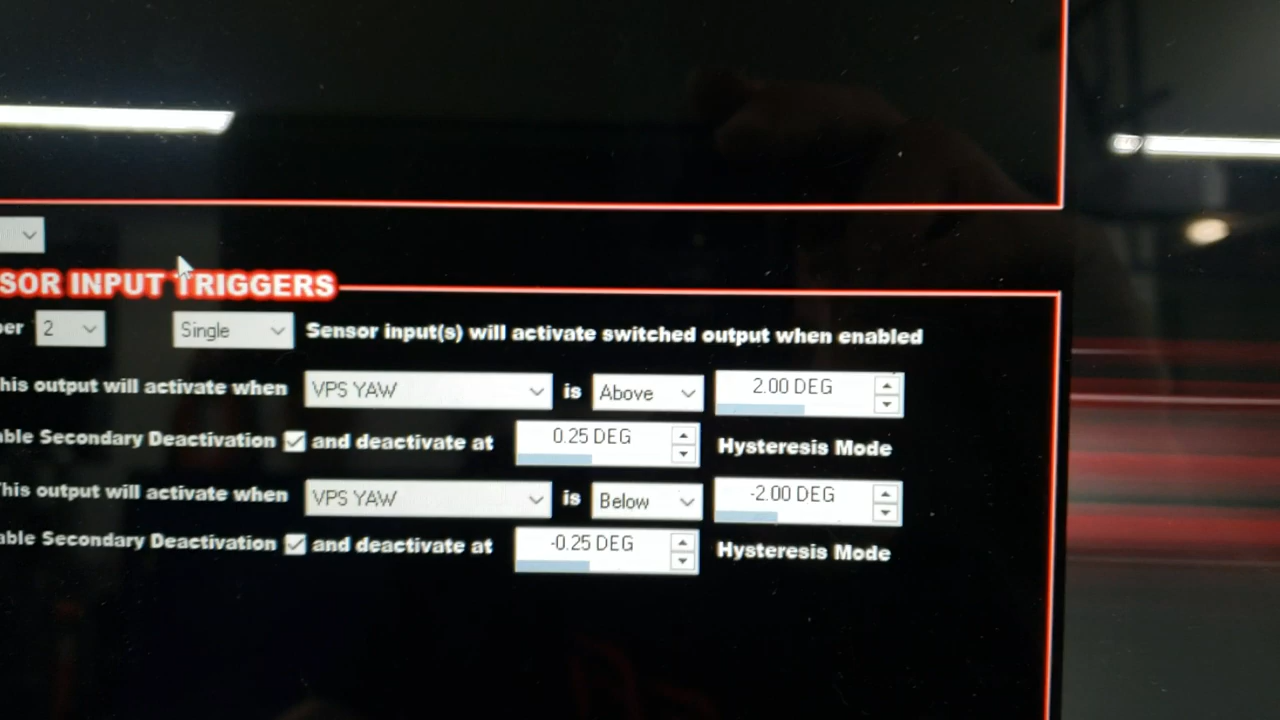 SOR INPUT TRIGGERS
2 Single Sensor input(s) will activate switched output when enabled
his output will activate when VPS YAW is Above 2.00 DEG
able Secondary Deactivation and deactivate at 0.25 DEG Hysteresis Mode
This output will activate when VPS YAW is Below -2.00 DEG
able Secondary Deactivation and deactivate at -0.25 DEG Hysteresis Mode